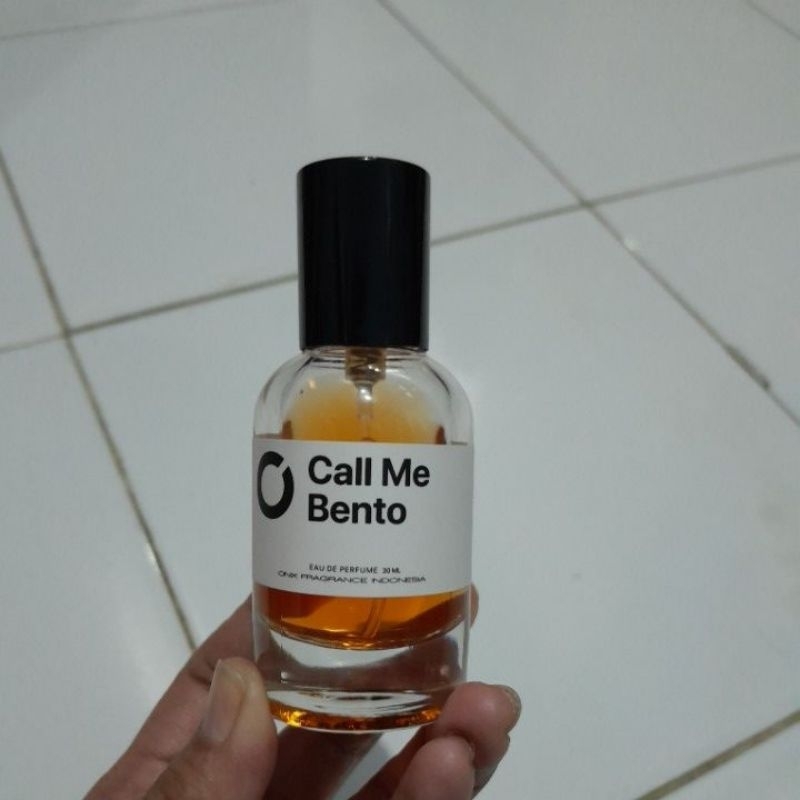 Call Me
Bento
EAU DE PERFUME 30 ML
ONIX FRAGRANCE INDONESIA